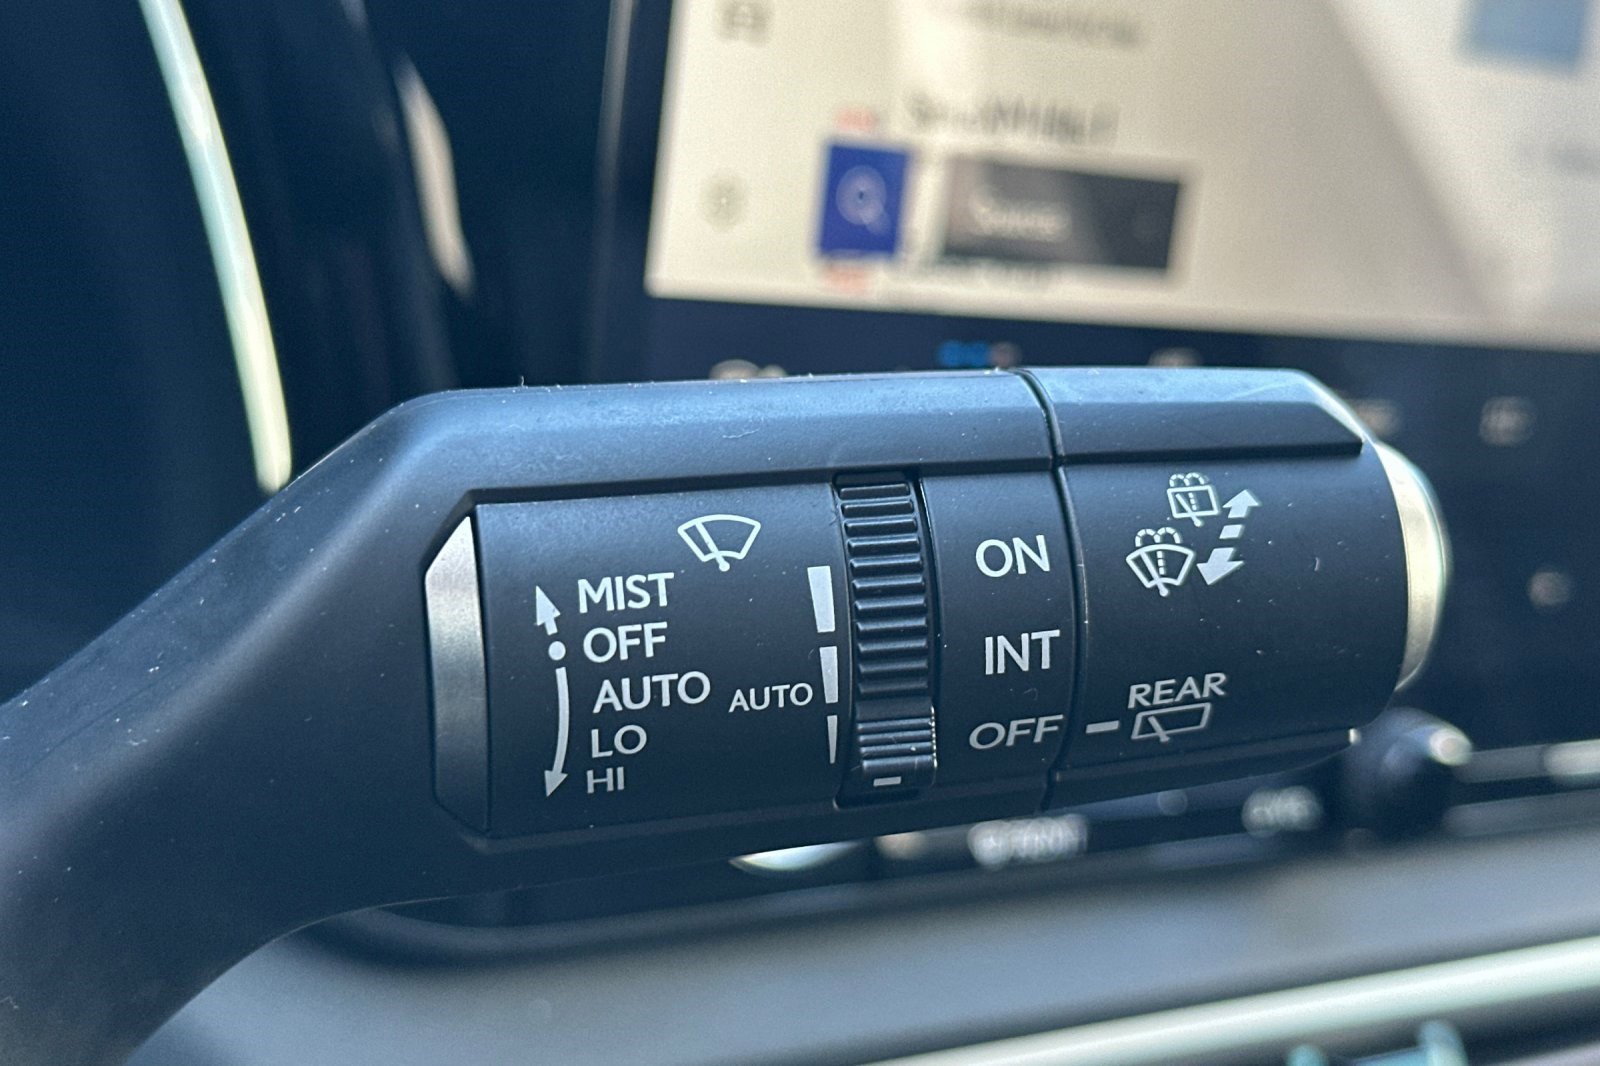 MIST
OFF
AUTO
LO
HI
AUTO
ON
INT
OFF
REAR